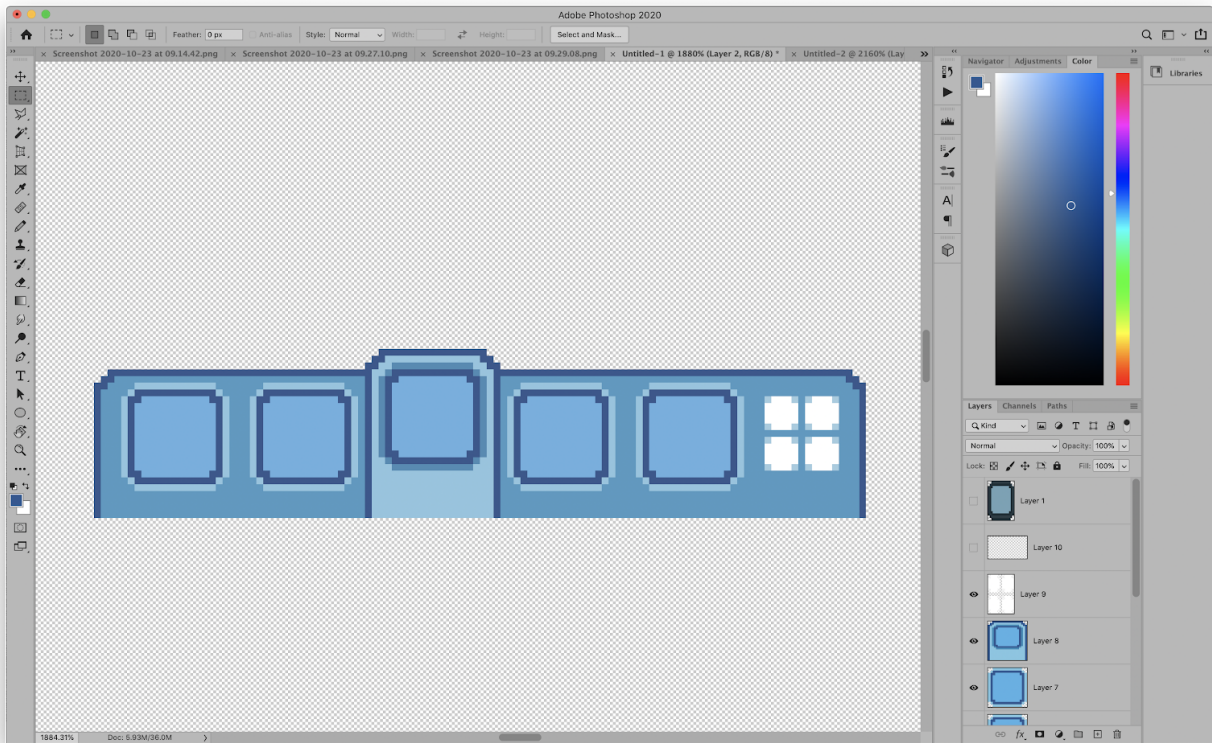 Adobe Photoshop 2020
Feather: 0 px Anti-alias Style: Normal Width: Height: Select and Mask...
Screenshot 2020-10-23 at 09.14.42.png Screenshot 2020-10-23 at 09.27.10.png Screenshot 2020-10-23 at 09.29.08.png Untitled-1 @ 1880% (Layer 2, RGB/8) * Untitled-2 @ 2160% (Lay
Navigator Adjustments Color
Libraries
Layers Channels Paths
Kind
Normal Opacity: 100%
Lock: Fill: 100%
Layer 1
Layer 10
Layer 9
Layer 8
Layer 7
1884.31% Doc: 5.93M/36.0M